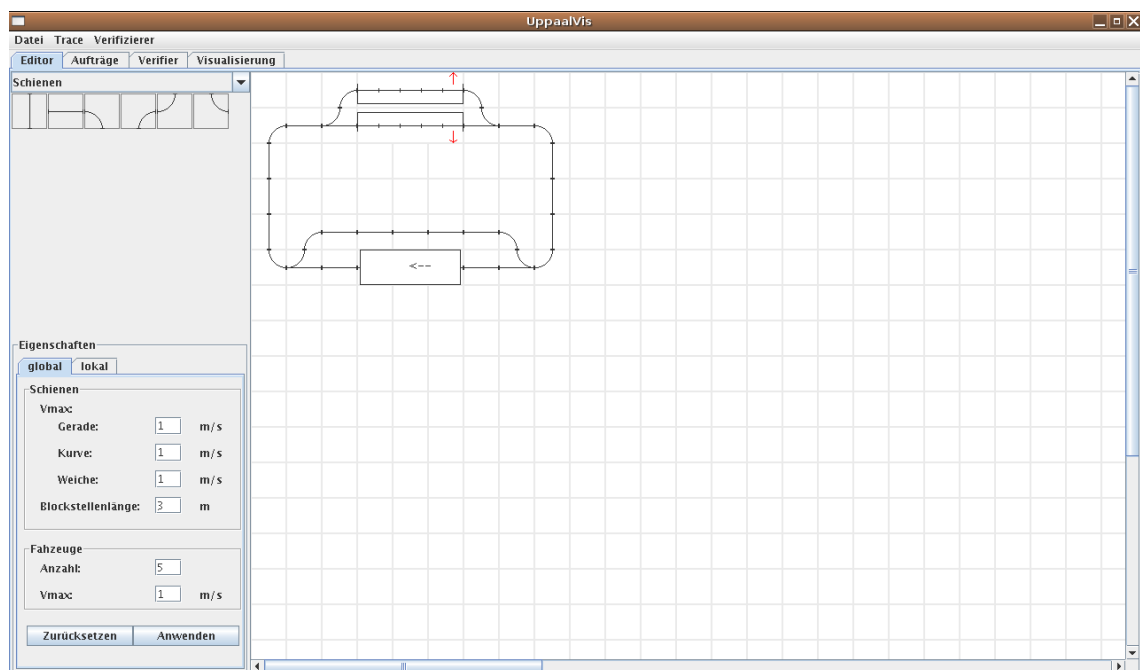 UppaalVis
Datei Trace Verifizierer
Editor Aufträge Verifier Visualisierung
Schienen
<--
Eigenschaften
global lokal
Schienen
Vmax:
Gerade: 1 m/s
Kurve: 1 m/s
Weiche: 1 m/s
Blockstellenlänge: 3 m
Fahzeuge
Anzahl: 5
Vmax: 1 m/s
Zurücksetzen Anwenden